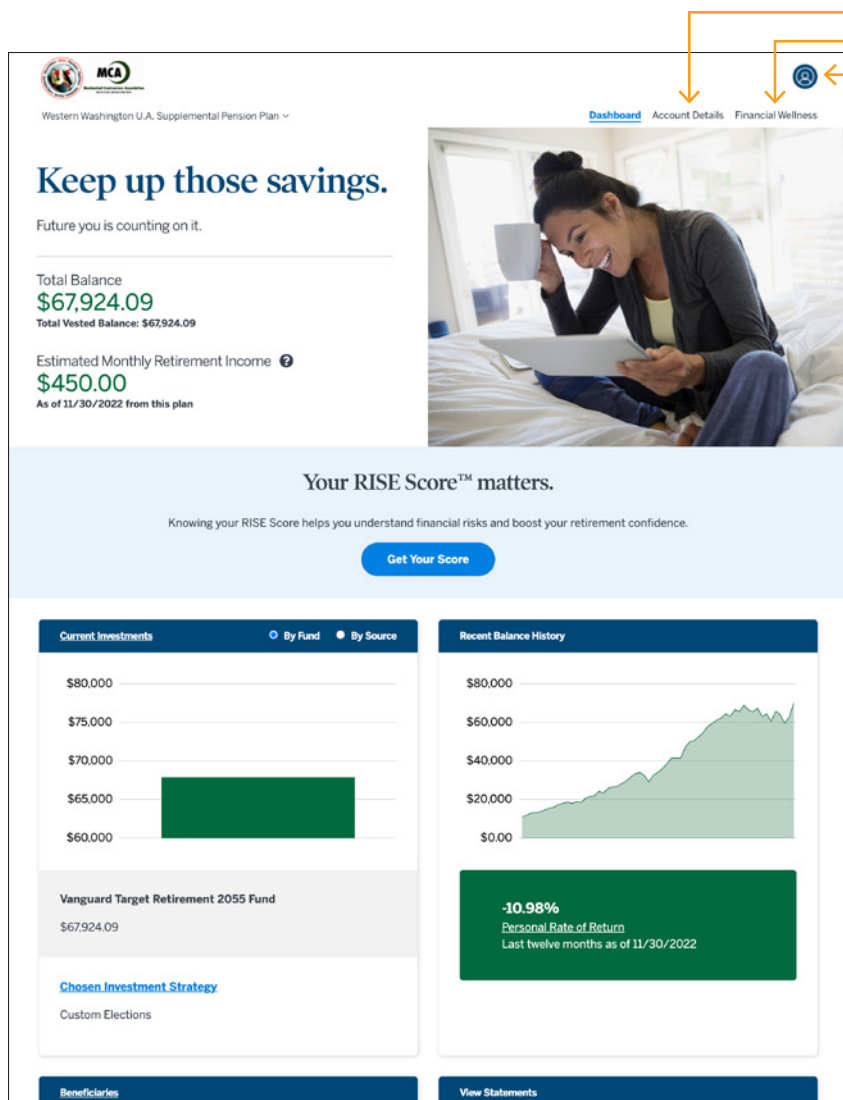 MCA
Western Washington U.A. Supplemental Pension Plan
Dashboard Account Details Financial Wellness
Keep up those savings.
Future you is counting on it.
Total Balance
$67,924.09
Total Vested Balance: $67,924.09
Estimated Monthly Retirement Income ?
$450.00
As of 11/30/2022 from this plan
Your RISE Score™ matters.
Knowing your RISE Score helps you understand financial risks and boost your retirement confidence.
Get Your Score
Current Investments By Fund By Source
$80,000
$75,000
$70,000
$65,000
$60,000
Vanguard Target Retirement 2055 Fund
$67,924.09
Chosen Investment Strategy
Custom Elections
Recent Balance History
$80,000
$60,000
$40,000
$20,000
$0.00
-10.98%
Personal Rate of Return
Last twelve months as of 11/30/2022
Beneficiaries
View Statements